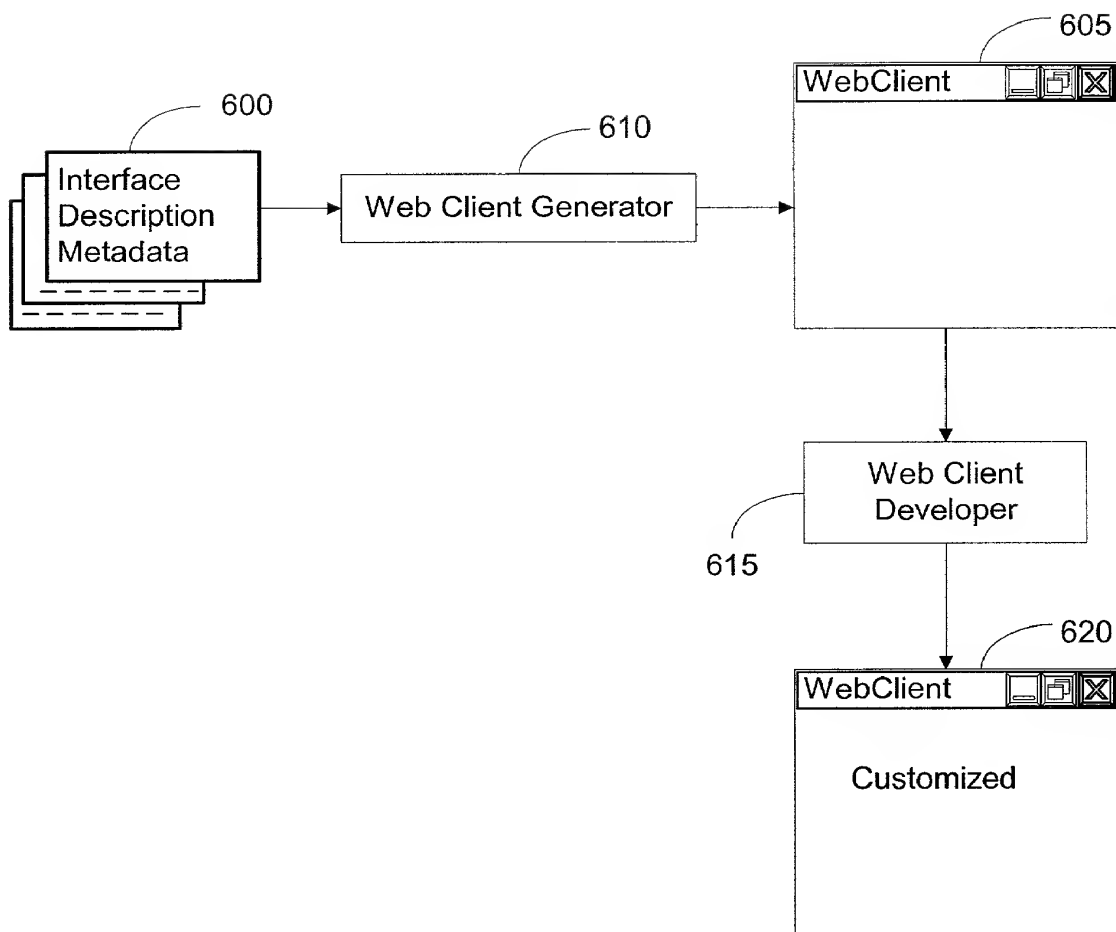 605
WebClient
600
610
Interface
Description
Metadata
Web Client Generator
Web Client
Developer
615
620
WebClient
Customized